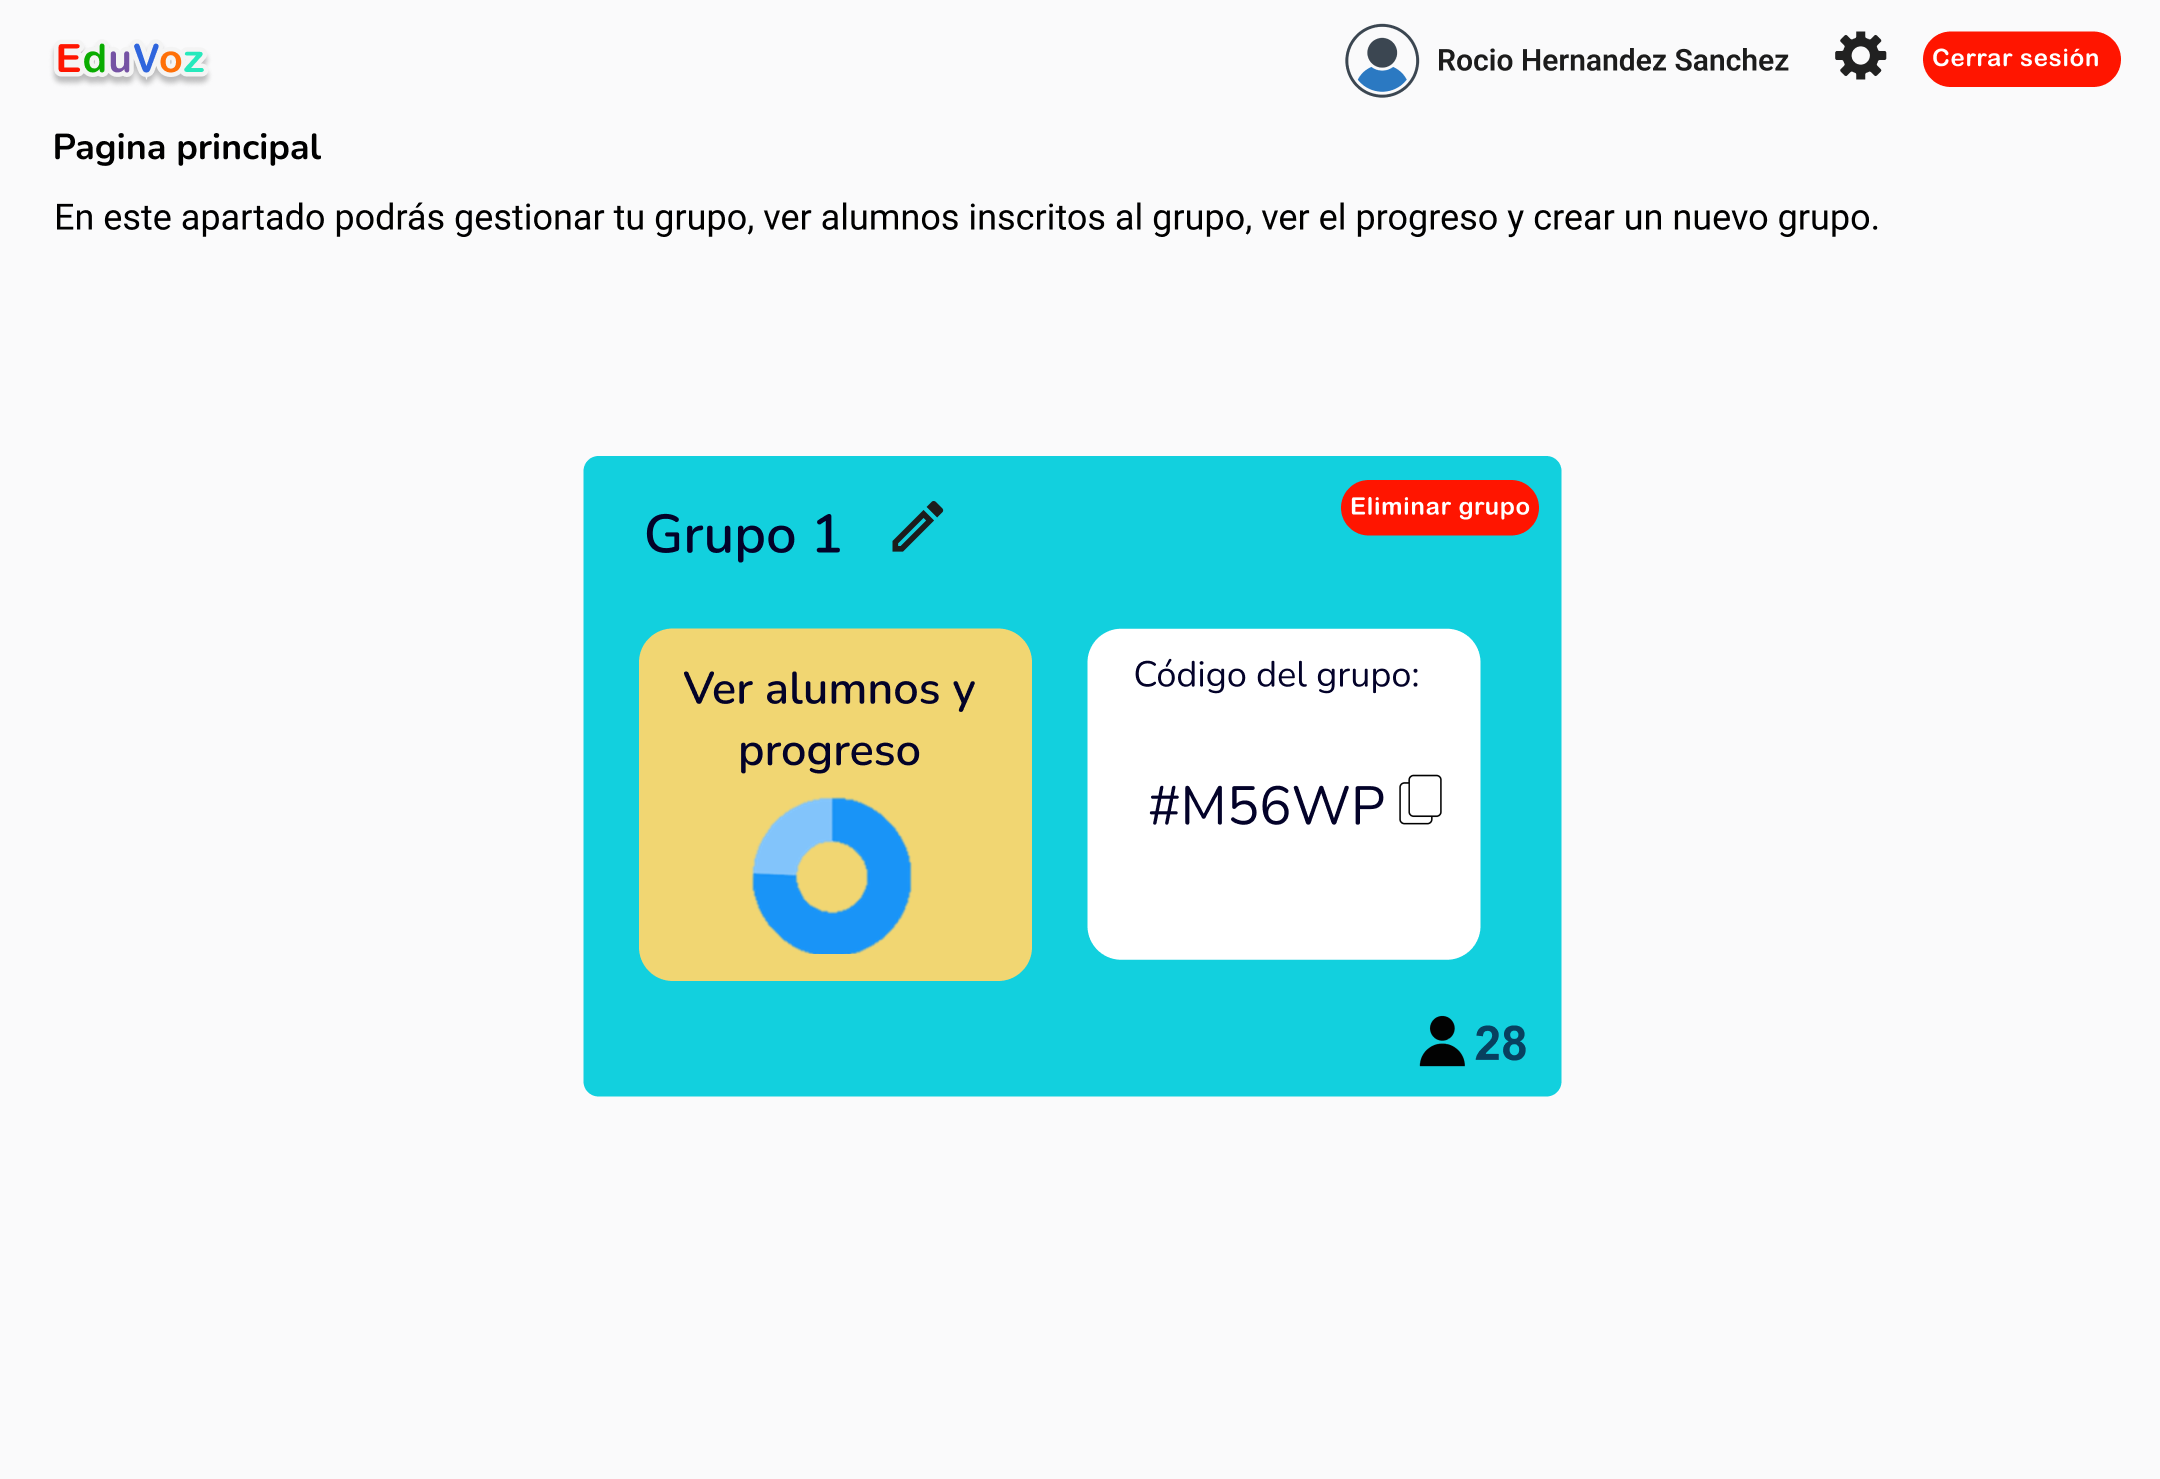 EduVoz
Rocio Hernandez Sanchez
Cerrar sesión
Pagina principal
En este apartado podrás gestionar tu grupo, ver alumnos inscritos al grupo, ver el progreso y crear un nuevo grupo.
Grupo 1
Eliminar grupo
Ver alumnos y
progreso
Código del grupo:
#M56WP
28